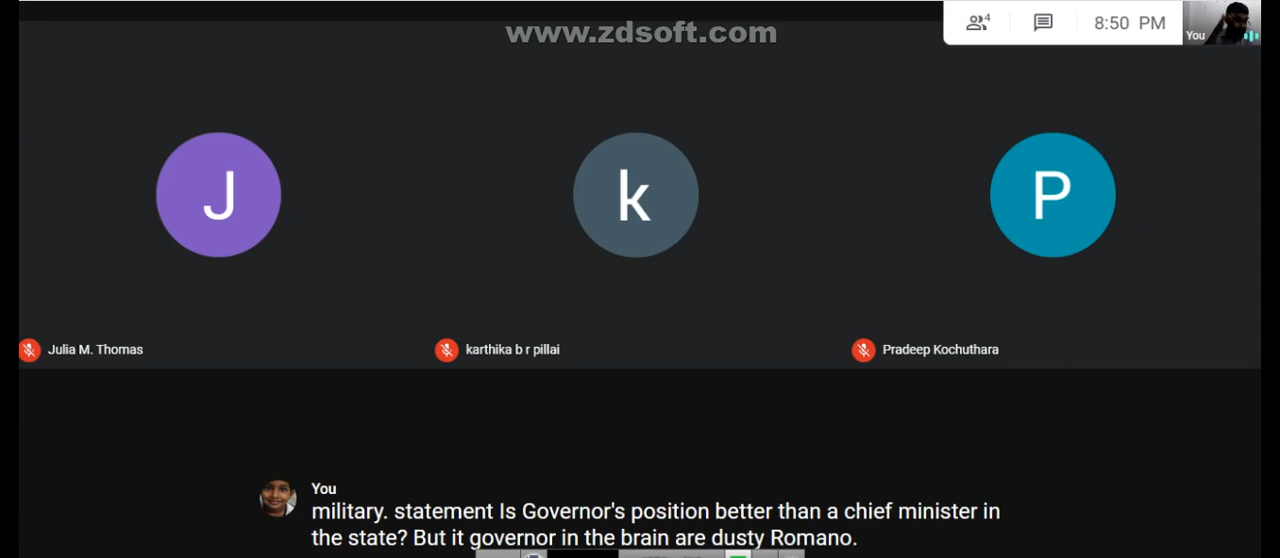 www.zdsoft.com
4
8:50 PM
You
J
k
P
Julia M. Thomas
karthika b r pillai
Pradeep Kochuthara
You
military. statement Is Governor's position better than a chief minister in
the state? But it governor in the brain are dusty Romano.